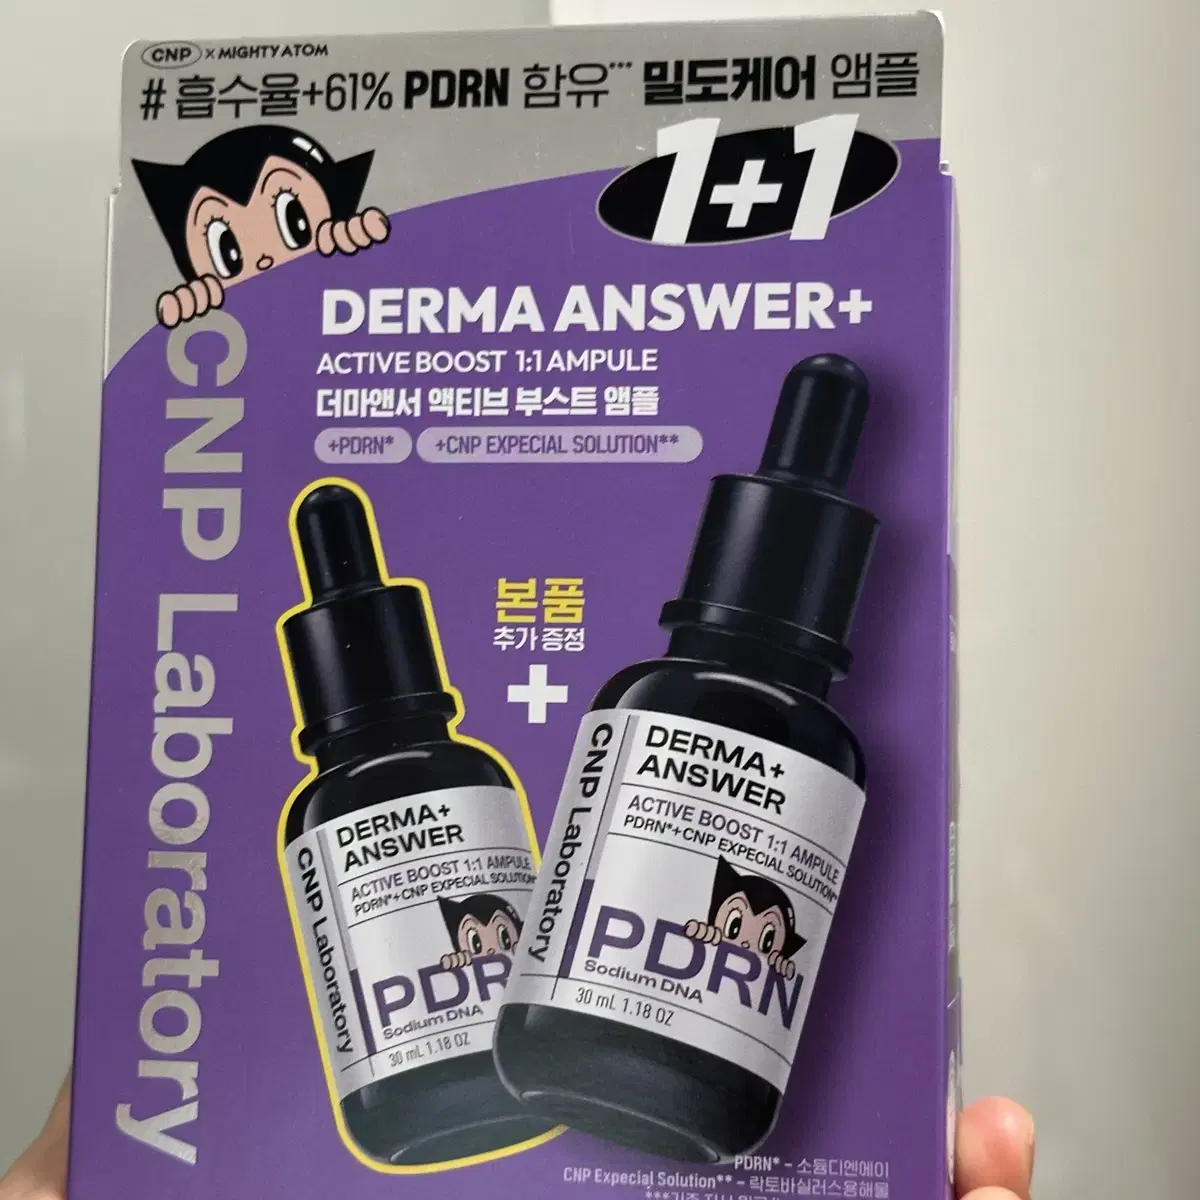 CNP x MIGHTY ATOM
# 흡수율+61% PDRN 함유*** 밀도케어 앰플
1+1
DERMA ANSWER+
ACTIVE BOOST 1:1 AMPULE
더마앤서 액티브 부스트 앰플
+PDRN*
+CNP EXPECIAL SOLUTION**
CNP Laboratory
본품
추가 증정
+
DERMA+
ANSWER
ACTIVE BOOST 1:1 AMPULE
PDRN*+CNP EXPECIAL SOLUTION
CNP Laboratory
PDR
Sodium DNA
30 mL 1.18 OZ
DERMA+
ANSWER
ACTIVE BOOST 1:1 AMPULE
PDRN*+CNP EXPECIAL SOLUTION**
CNP Laboratory
PDRN
Sodium DNA
30 mL 1.18 OZ
PDRN* - 소듐디엔에이
CNP Expecial Solution** - 락토바실러스용해물